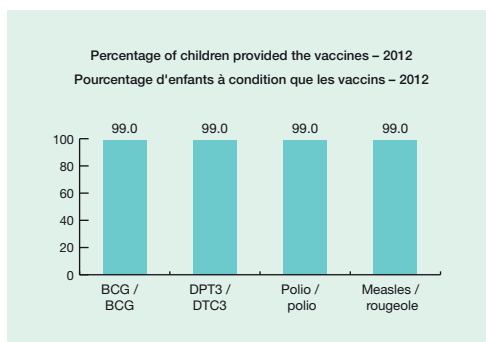 Percentage of children provided the vaccines – 2012
Pourcentage d'enfants à condition que les vaccins – 2012
99.0 99.0 99.0 99.0
100
80
60
40
20
0
BCG / DPT3 / Polio / Measles /
BCG DTC3 polio rougeole